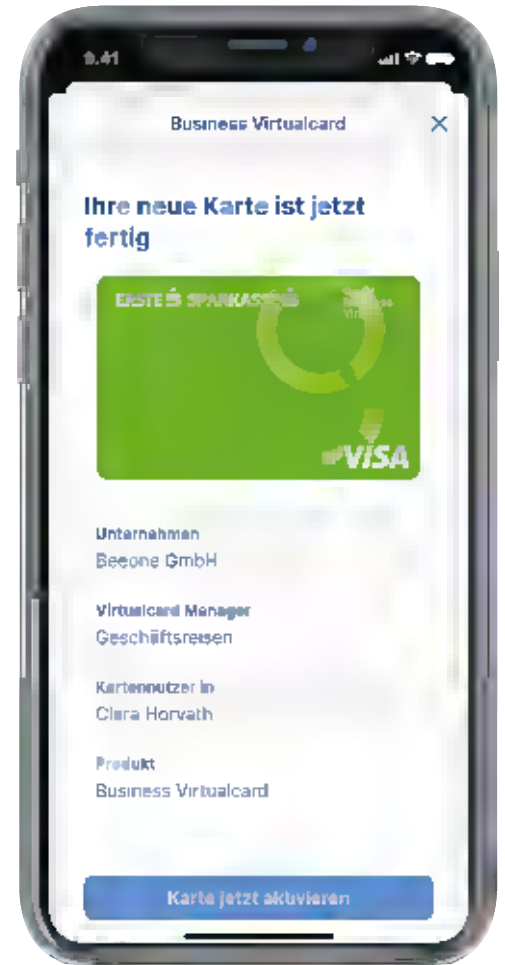 9.41
Business Virtualcard
Ihre neue Karte ist jetzt
fertig
ERSTE SPARKASSE
VISA
Unternehmen
Beeone GmbH
Virtualcard Manager
Geschäftsreisen
Kartennutzer in
Clara Horvath
Produkt
Business Virtualcard
Karte jetzt aktivieren